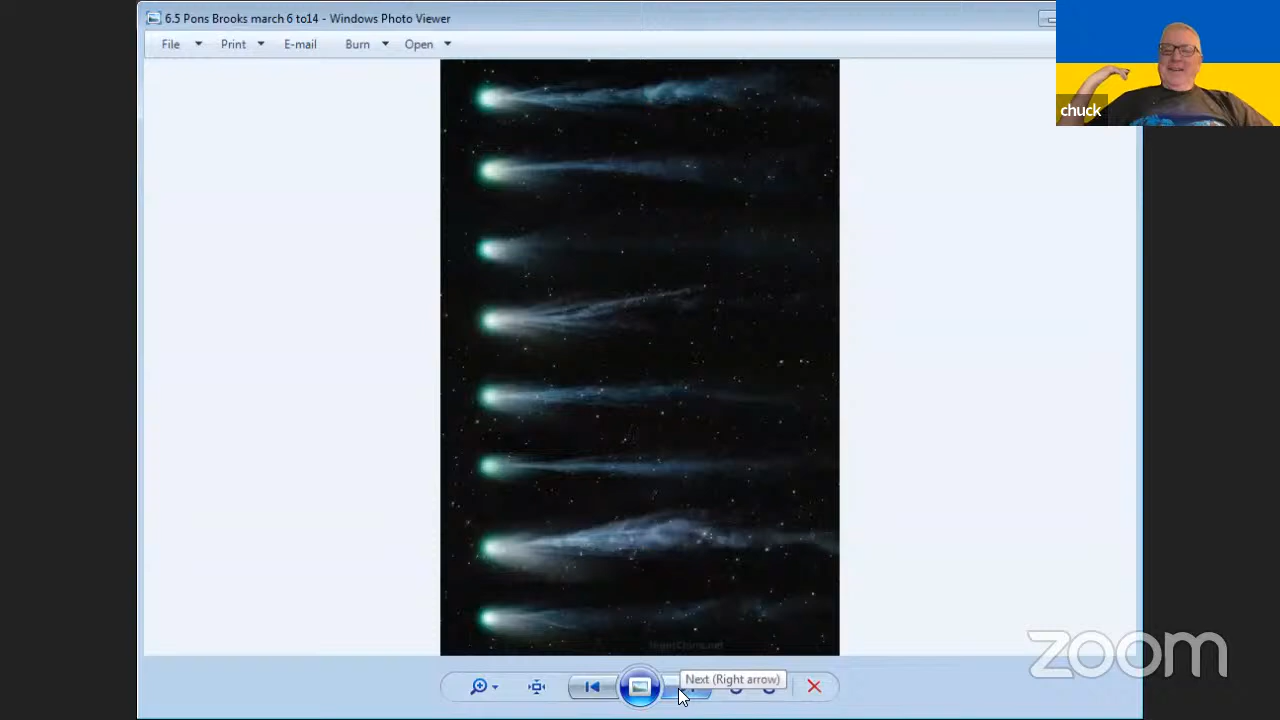 6.5 Pons Brooks march 6 to14 - Windows Photo Viewer
File
Print
E-mail
Burn
Open
chuck
Next (Right arrow)
zoom